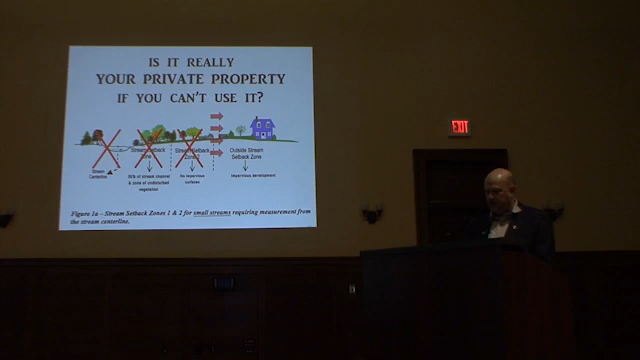 IS IT REALLY
YOUR PRIVATE PROPERTY
IF YOU CAN'T USE IT?
EXIT
Stream Setback
Zone
Stream Setback
Zone 2
Outside Stream
Setback Zone
Stream
Centerline
50% of stream channel
& zone of undisturbed
vegetation
No impervious
surfaces
Impervious development
Figure 1a – Stream Setback Zones 1 & 2 for small streams requiring measurement from
the stream centerline.